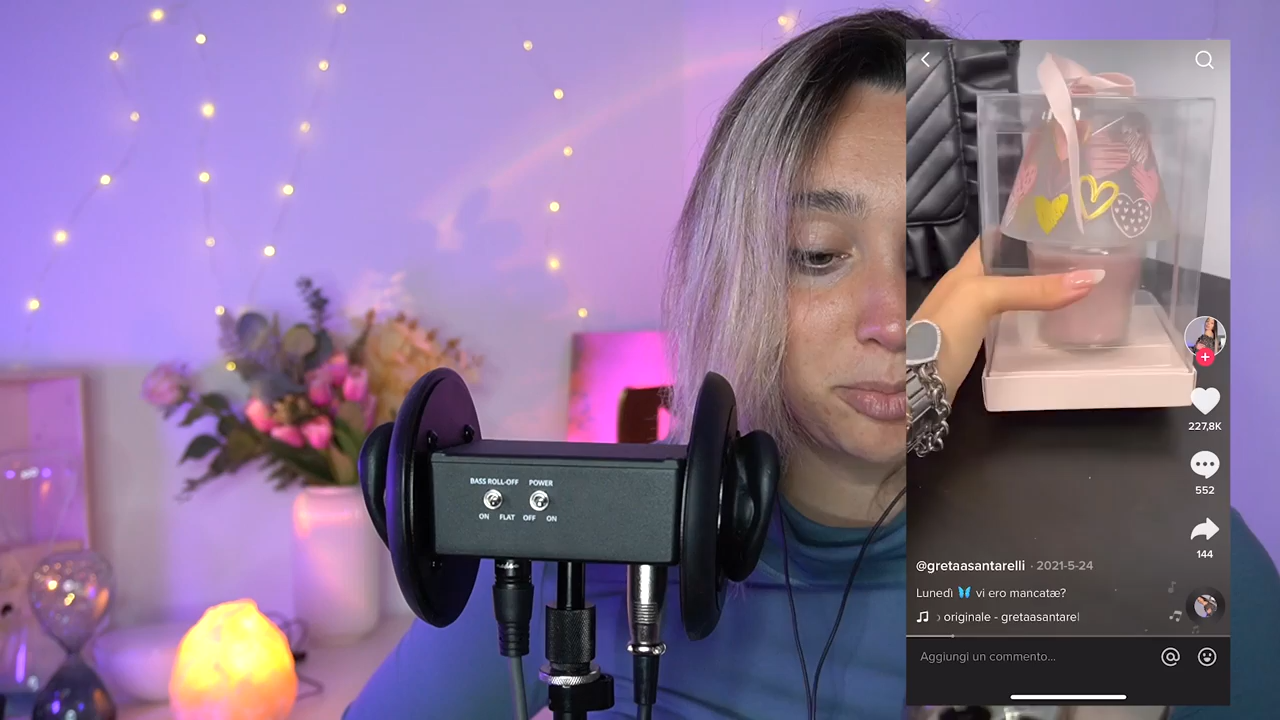 BASS ROLL-OFF POWER
ON FLAT OFF ON
227,8K
552
144
@gretaasantarelli · 2021-5-24
Lunedì 🦋 vi ero mancatæ?
originale - gretaasantarel
Aggiungi un commento...